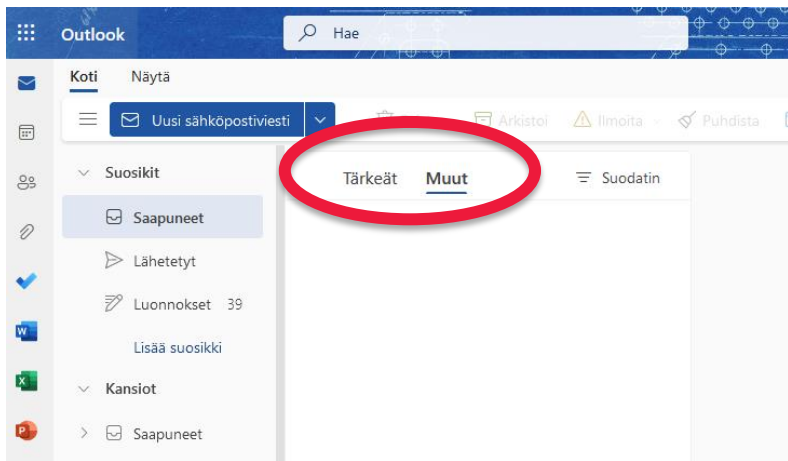 Outlook
Hae
Koti Näytä
Uusi sähköpostiviesti Arkistoi Ilmoita Puhdista
Suosikit
Tärkeät Muut Suodatin
Saapuneet
Lähetetyt
Luonnokset 39
Lisää suosikki
Kansiot
Saapuneet